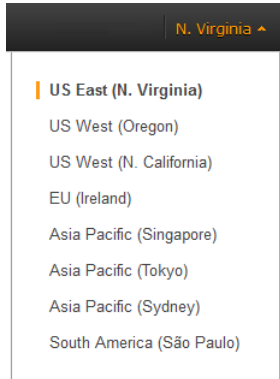 N. Virginia
US East (N. Virginia)
US West (Oregon)
US West (N. California)
EU (Ireland)
Asia Pacific (Singapore)
Asia Pacific (Tokyo)
Asia Pacific (Sydney)
South America (São Paulo)